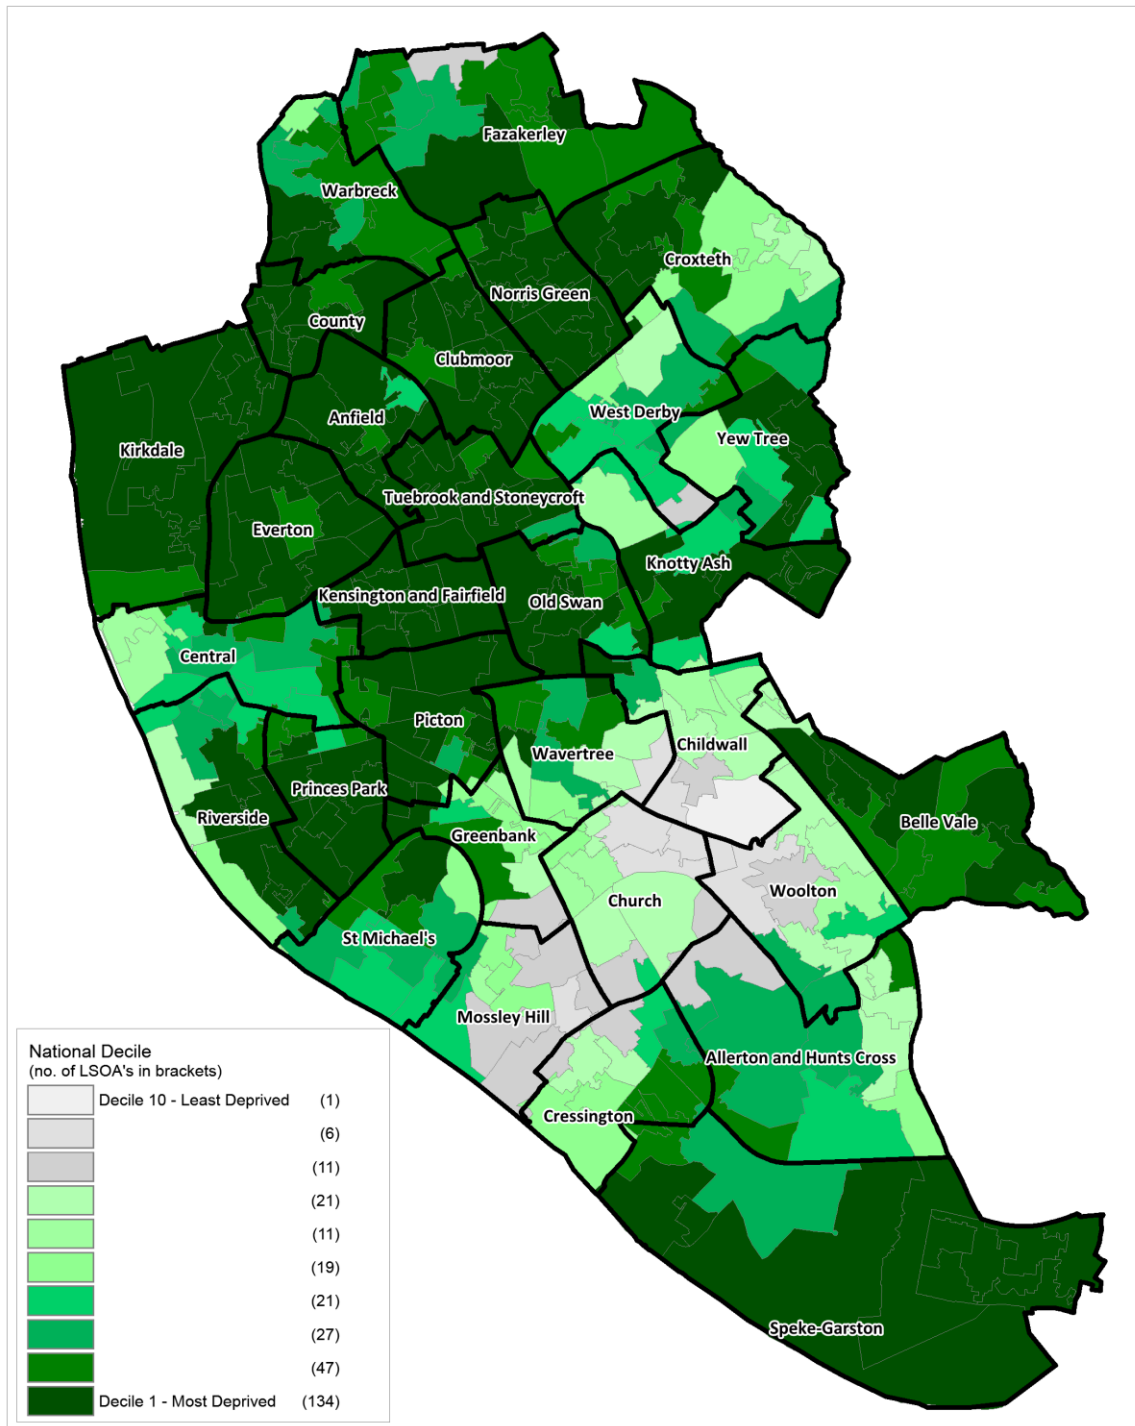 Fazakerley
Warbreck
Croxteth
Norris Green
County
Clubmoor
West Derby
Anfield
Yew Tree
Kirkdale
Tuebrook and Stoneycroft
Everton
Knotty Ash
Kensington and Fairfield
Old Swan
Central
Picton
Childwall
Wavertree
Princes Park
Riverside
Belle Vale
Greenbank
Woolton
Church
St Michael's
Mossley Hill
Allerton and Hunts Cross
Cressington
Speke-Garston
National Decile
(no. of LSOA's in brackets)
Decile 10 - Least Deprived (1)
(6)
(11)
(21)
(11)
(19)
(21)
(27)
(47)
Decile 1 - Most Deprived (134)